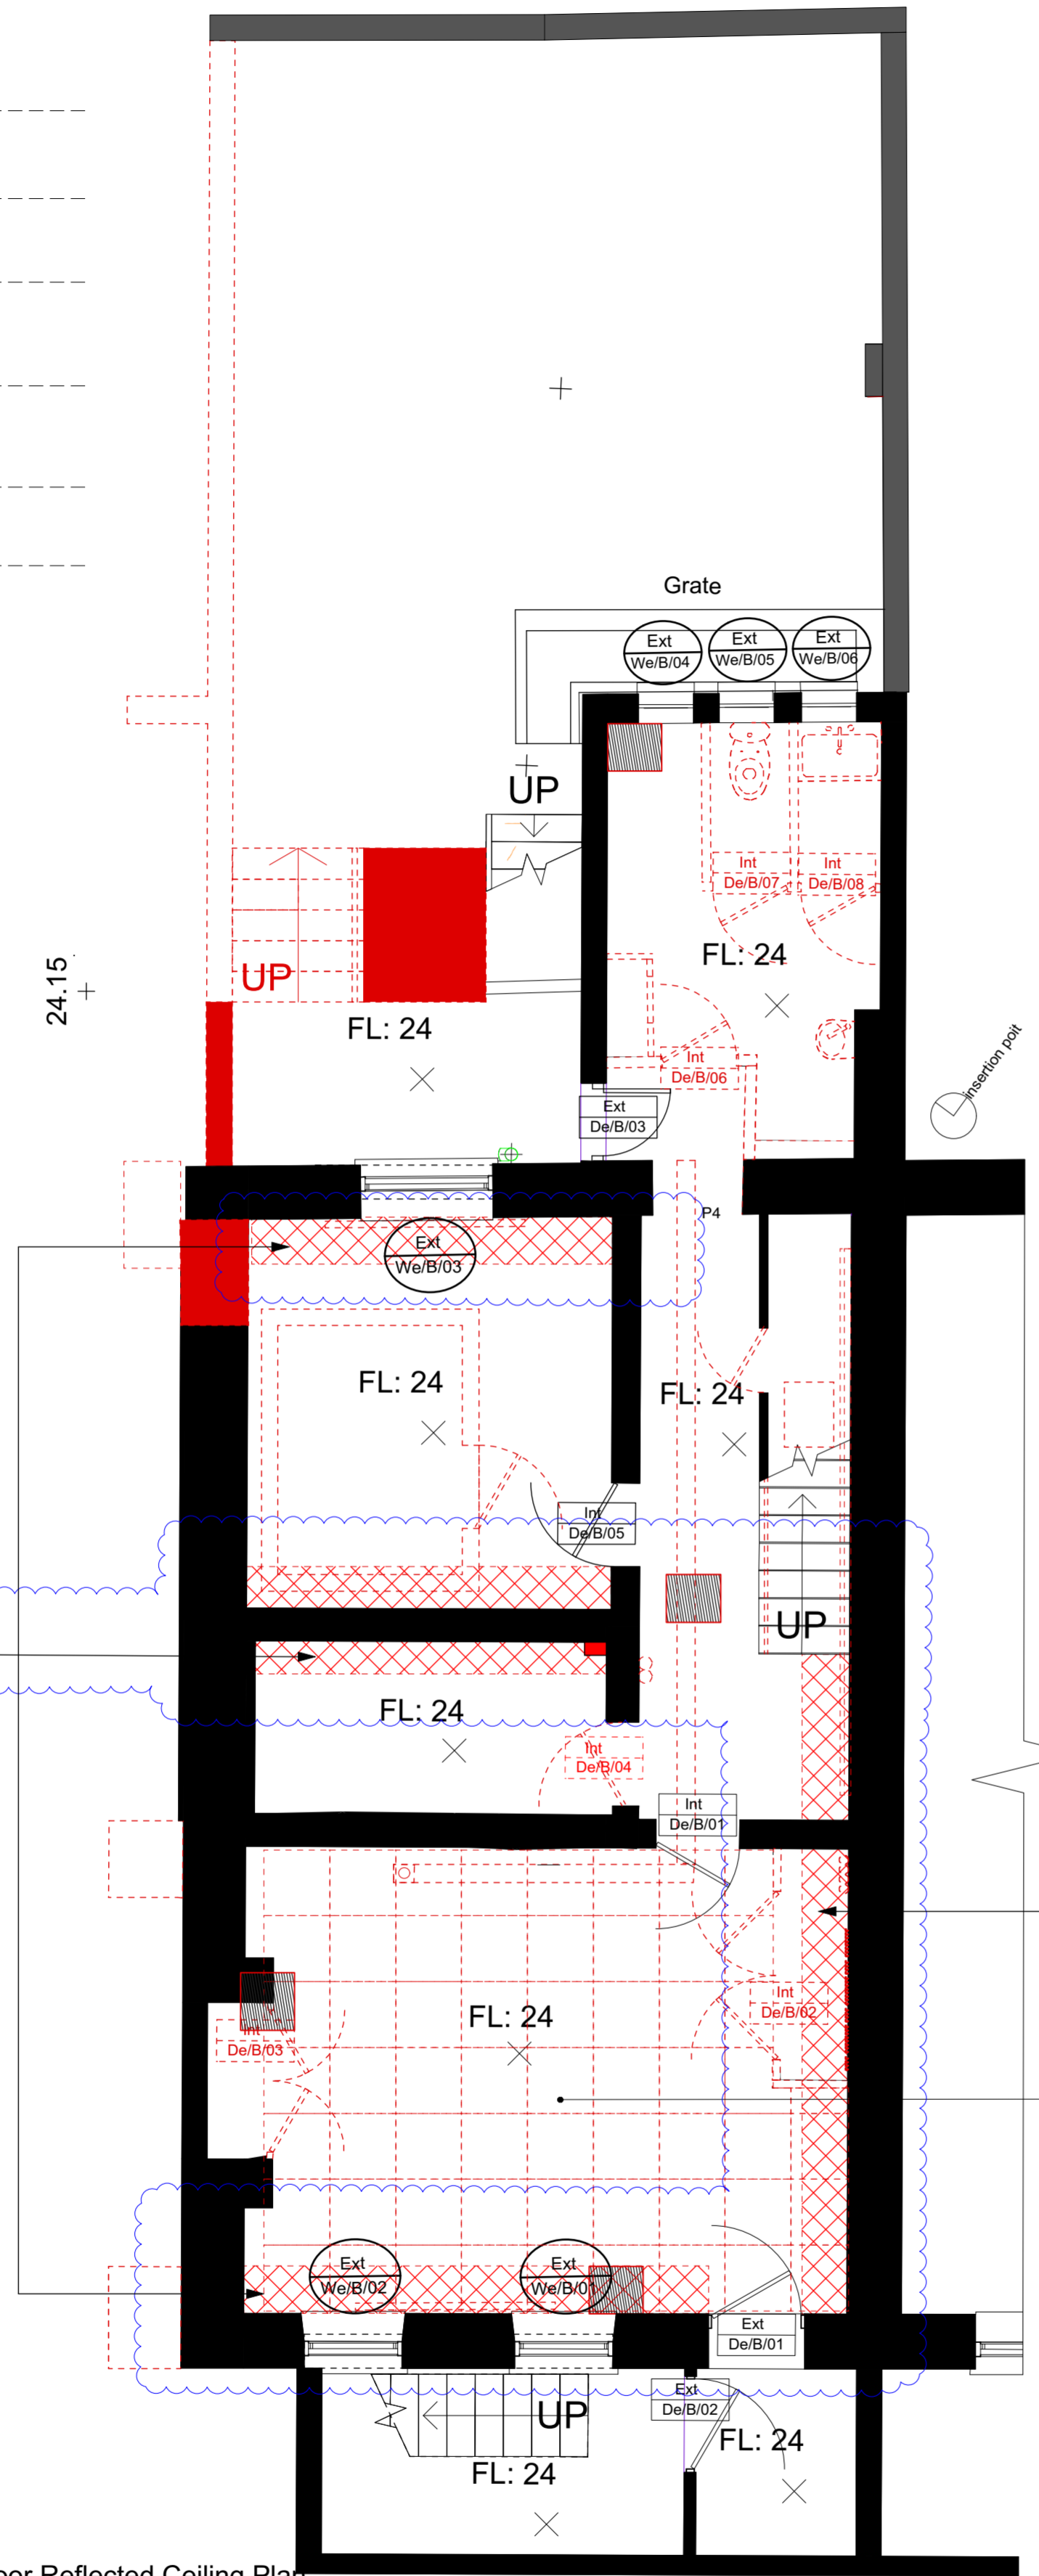 Grate
Ext
We/B/04
Ext
We/B/05
Ext
We/B/06
UP
Int
De/B/07
Int
De/B/08
FL: 24
24.15
UP
FL: 24
Int
De/B/06
insertion poit
Ext
De/B/03
P4
Ext
We/B/03
FL: 24
FL: 24
Int
De/B/05
UP
FL: 24
Int
De/B/04
Int
De/B/01
Int
De/B/02
FL: 24
Int
De/B/03
Ext
We/B/02
Ext
We/B/01
Ext
De/B/01
Ext
De/B/02
UP
FL: 24
FL: 24
oor Reflected Ceiling Plan